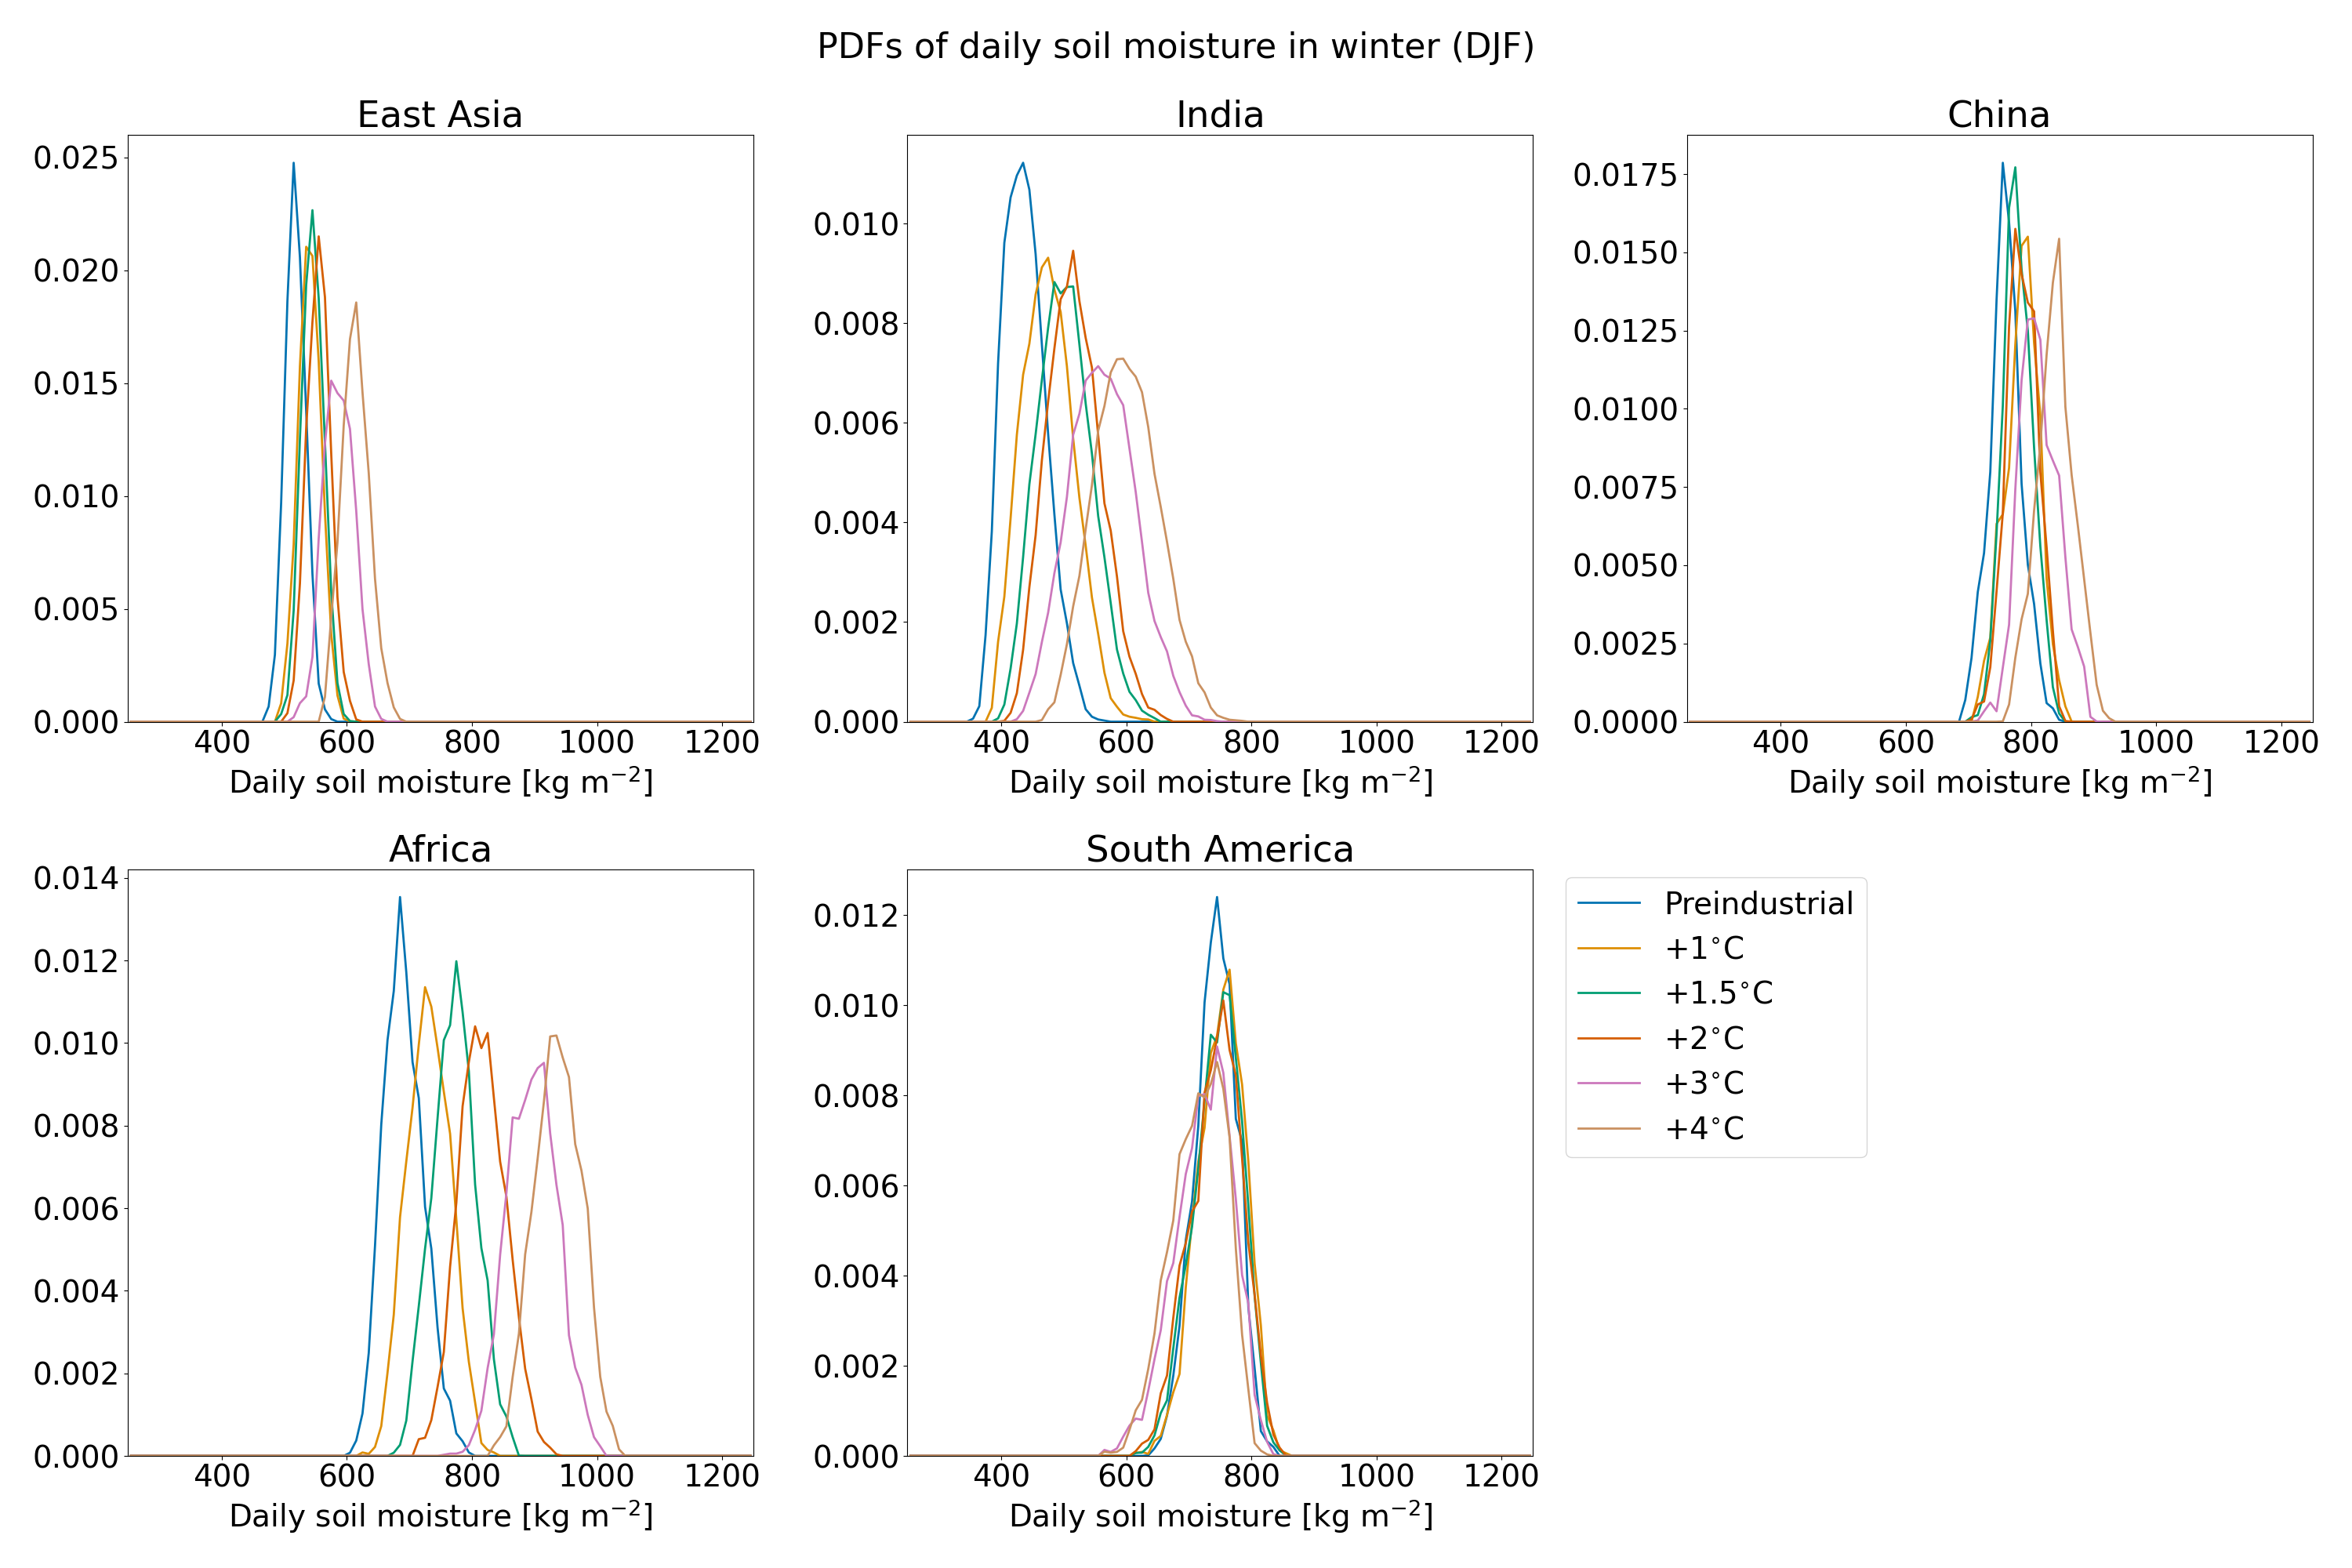 PDFs of daily soil moisture in winter (DJF)
East Asia
0.025
0.020
0.015
0.010
0.005
0.000
400 600 800 1000 1200
Daily soil moisture [kg m⁻²]
India
0.010
0.008
0.006
0.004
0.002
0.000
400 600 800 1000 1200
Daily soil moisture [kg m⁻²]
China
0.0175
0.0150
0.0125
0.0100
0.0075
0.0050
0.0025
0.0000
400 600 800 1000 1200
Daily soil moisture [kg m⁻²]
Africa
0.014
0.012
0.010
0.008
0.006
0.004
0.002
0.000
400 600 800 1000 1200
Daily soil moisture [kg m⁻²]
South America
0.012
0.010
0.008
0.006
0.004
0.002
0.000
400 600 800 1000 1200
Daily soil moisture [kg m⁻²]
Preindustrial
+1°C
+1.5°C
+2°C
+3°C
+4°C